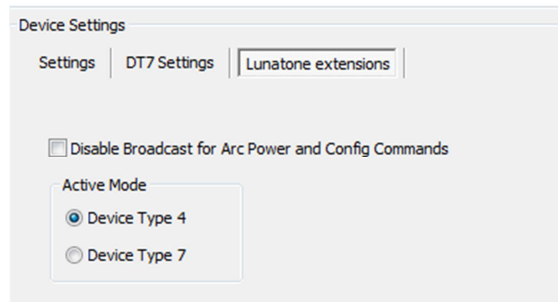 Device Settings
Settings DT7 Settings Lunatone extensions
Disable Broadcast for Arc Power and Config Commands
Active Mode
Device Type 4
Device Type 7